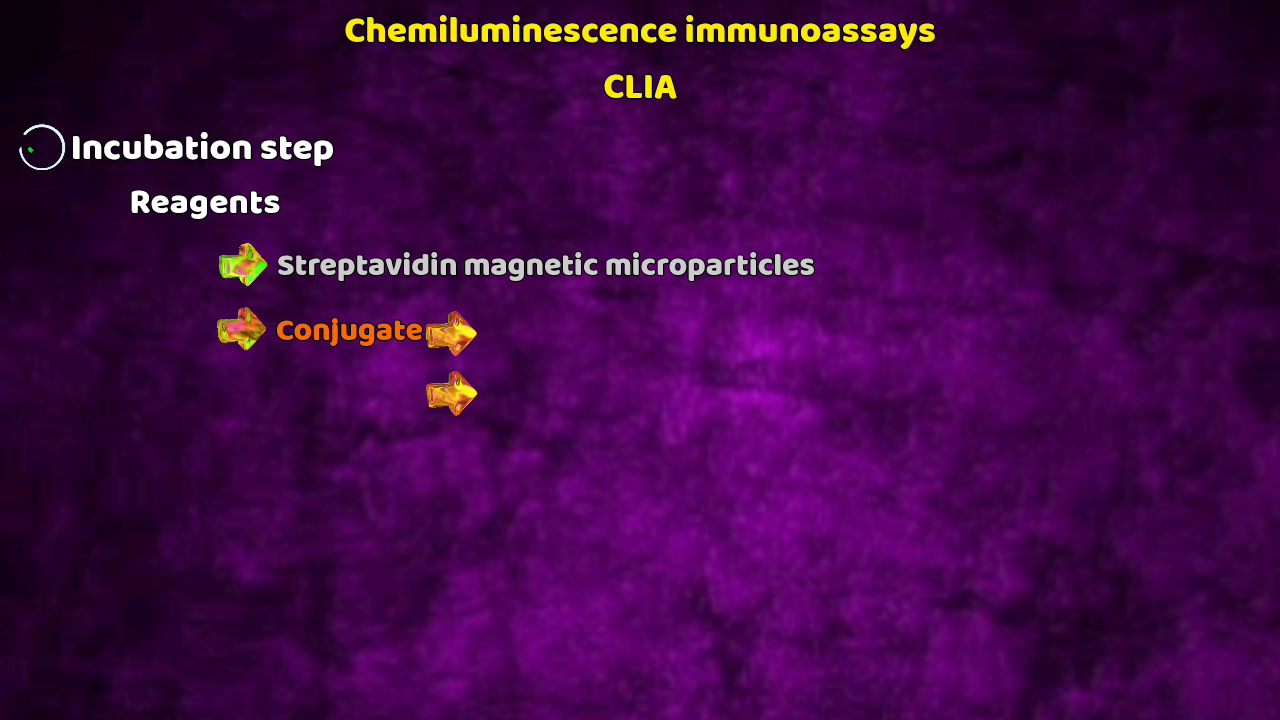 Chemiluminescence immunoassays
CLIA
Incubation step
Reagents
Streptavidin magnetic microparticles
Conjugate